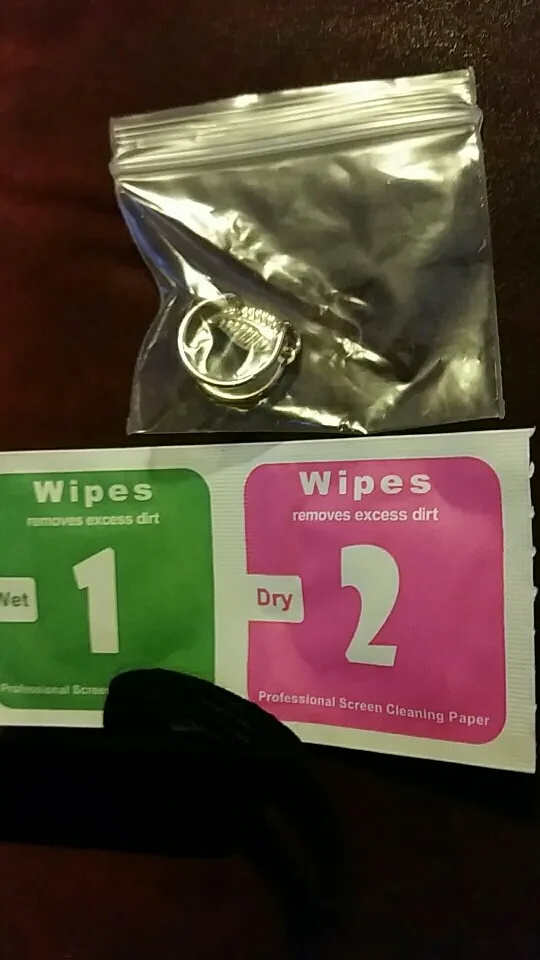 Wipes
removes excess dirt
Wet
1
Professional Screen
Wipes
removes excess dirt
Dry
2
Professional Screen Cleaning Paper